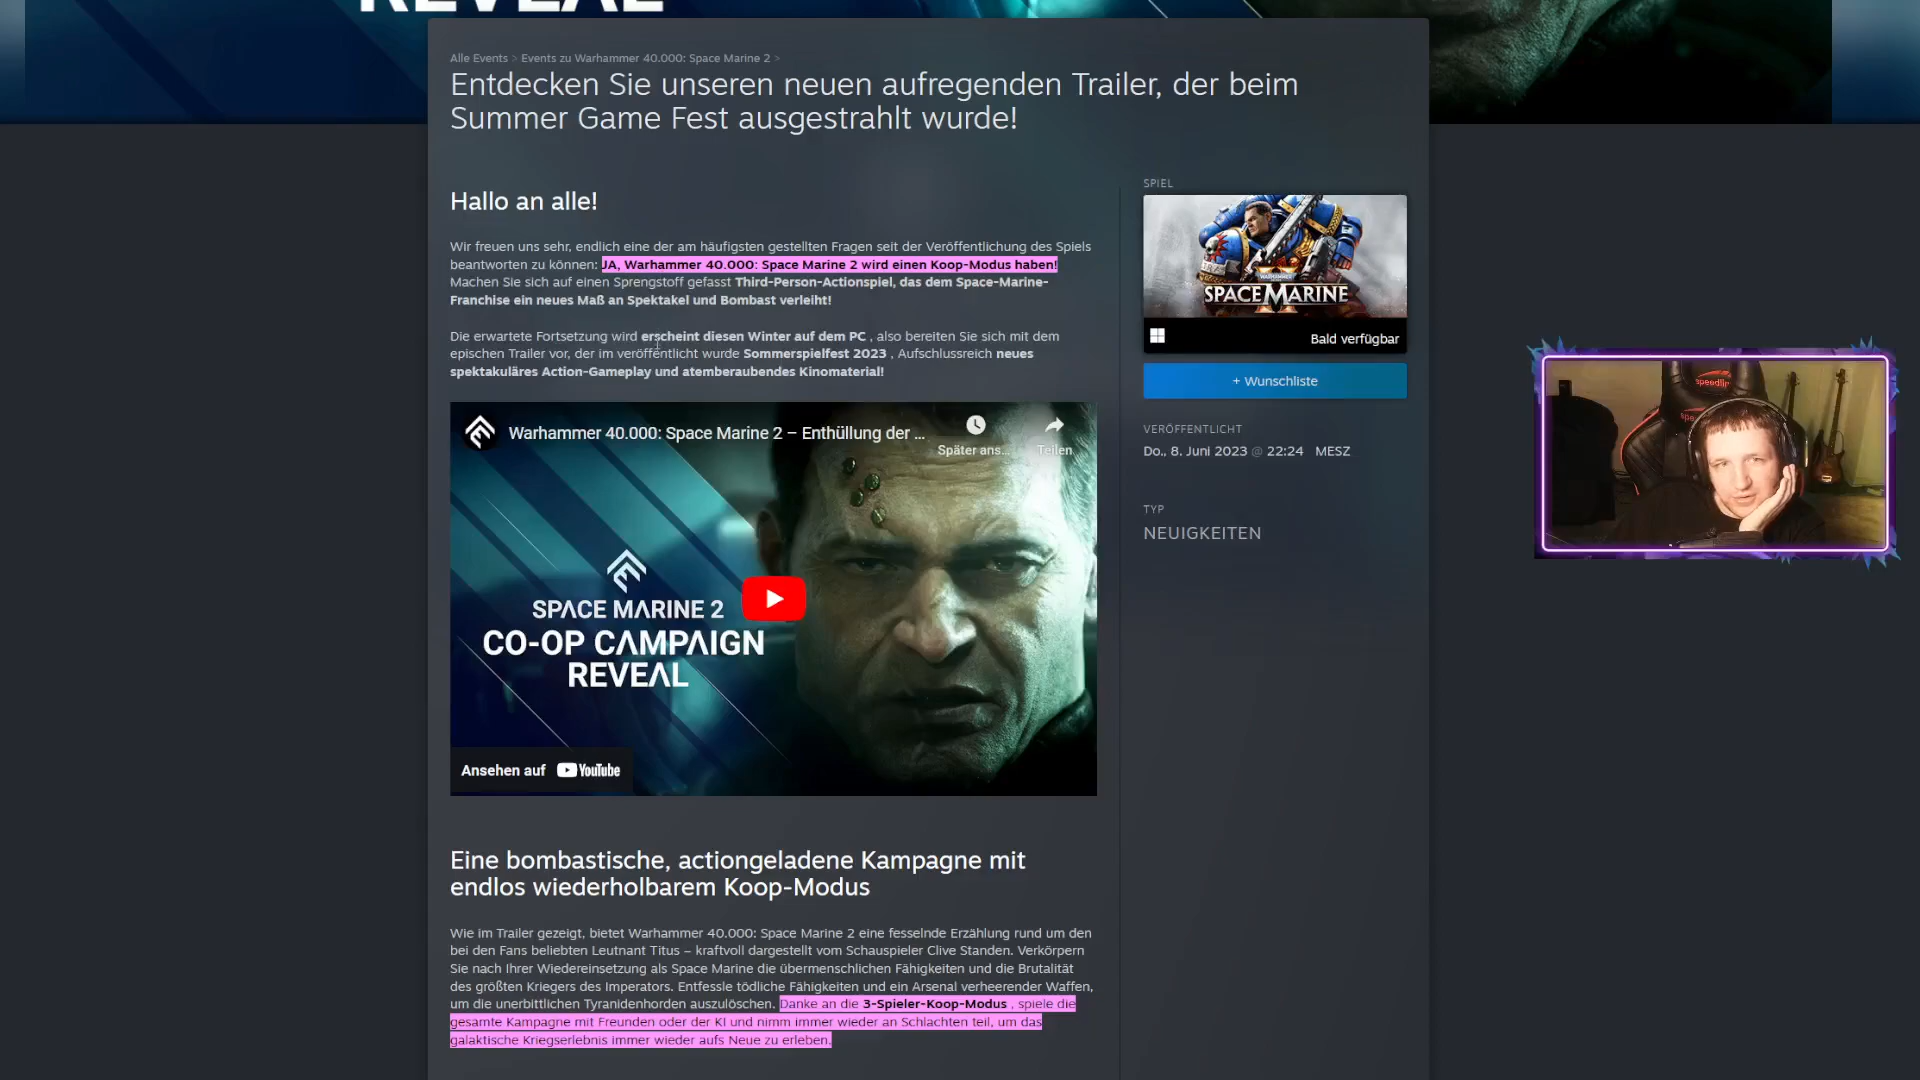 REVEAL
Alle Events > Events zu Warhammer 40.000: Space Marine 2 >
Entdecken Sie unseren neuen aufregenden Trailer, der beim
Summer Game Fest ausgestrahlt wurde!
Hallo an alle!
Wir freuen uns sehr, endlich eine der am häufigsten gestellten Fragen seit der Veröffentlichung des Spiels
beantworten zu können: JA, Warhammer 40.000: Space Marine 2 wird einen Koop-Modus haben!
Machen Sie sich auf einen Sprengstoff gefasst Third-Person-Actionspiel, das dem Space-Marine-
Franchise ein neues Maß an Spektakel und Bombast verleiht!
Die erwartete Fortsetzung wird erscheint diesen Winter auf dem PC , also bereiten Sie sich mit dem
epischen Trailer vor, der im veröffentlicht wurde Sommerspielfest 2023 , Aufschlussreich neues
spektakuläres Action-Gameplay und atemberaubendes Kinomaterial!
Warhammer 40.000: Space Marine 2 – Enthüllung der ...
Später ans...
Teilen
SPACE MARINE 2
CO-OP CAMPAIGN
REVEAL
Ansehen auf YouTube
Eine bombastische, actiongeladene Kampagne mit
endlos wiederholbarem Koop-Modus
Wie im Trailer gezeigt, bietet Warhammer 40.000: Space Marine 2 eine fesselnde Erzählung rund um den
bei den Fans beliebten Leutnant Titus – kraftvoll dargestellt vom Schauspieler Clive Standen. Verkörpern
Sie nach Ihrer Wiedereinsetzung als Space Marine die übermenschlichen Fähigkeiten und die Brutalität
des größten Kriegers des Imperators. Entfessle tödliche Fähigkeiten und ein Arsenal verheerender Waffen,
um die unerbittlichen Tyranidenhorden auszulöschen. Danke an die 3-Spieler-Koop-Modus , spiele die
gesamte Kampagne mit Freunden oder der KI und nimm immer wieder an Schlachten teil, um das
galaktische Kriegserlebnis immer wieder aufs Neue zu erleben.
SPIEL
WARHAMMER
SPACE MARINE
Bald verfügbar
+ Wunschliste
VERÖFFENTLICHT
Do., 8. Juni 2023 @ 22:24 MESZ
TYP
NEUIGKEITEN